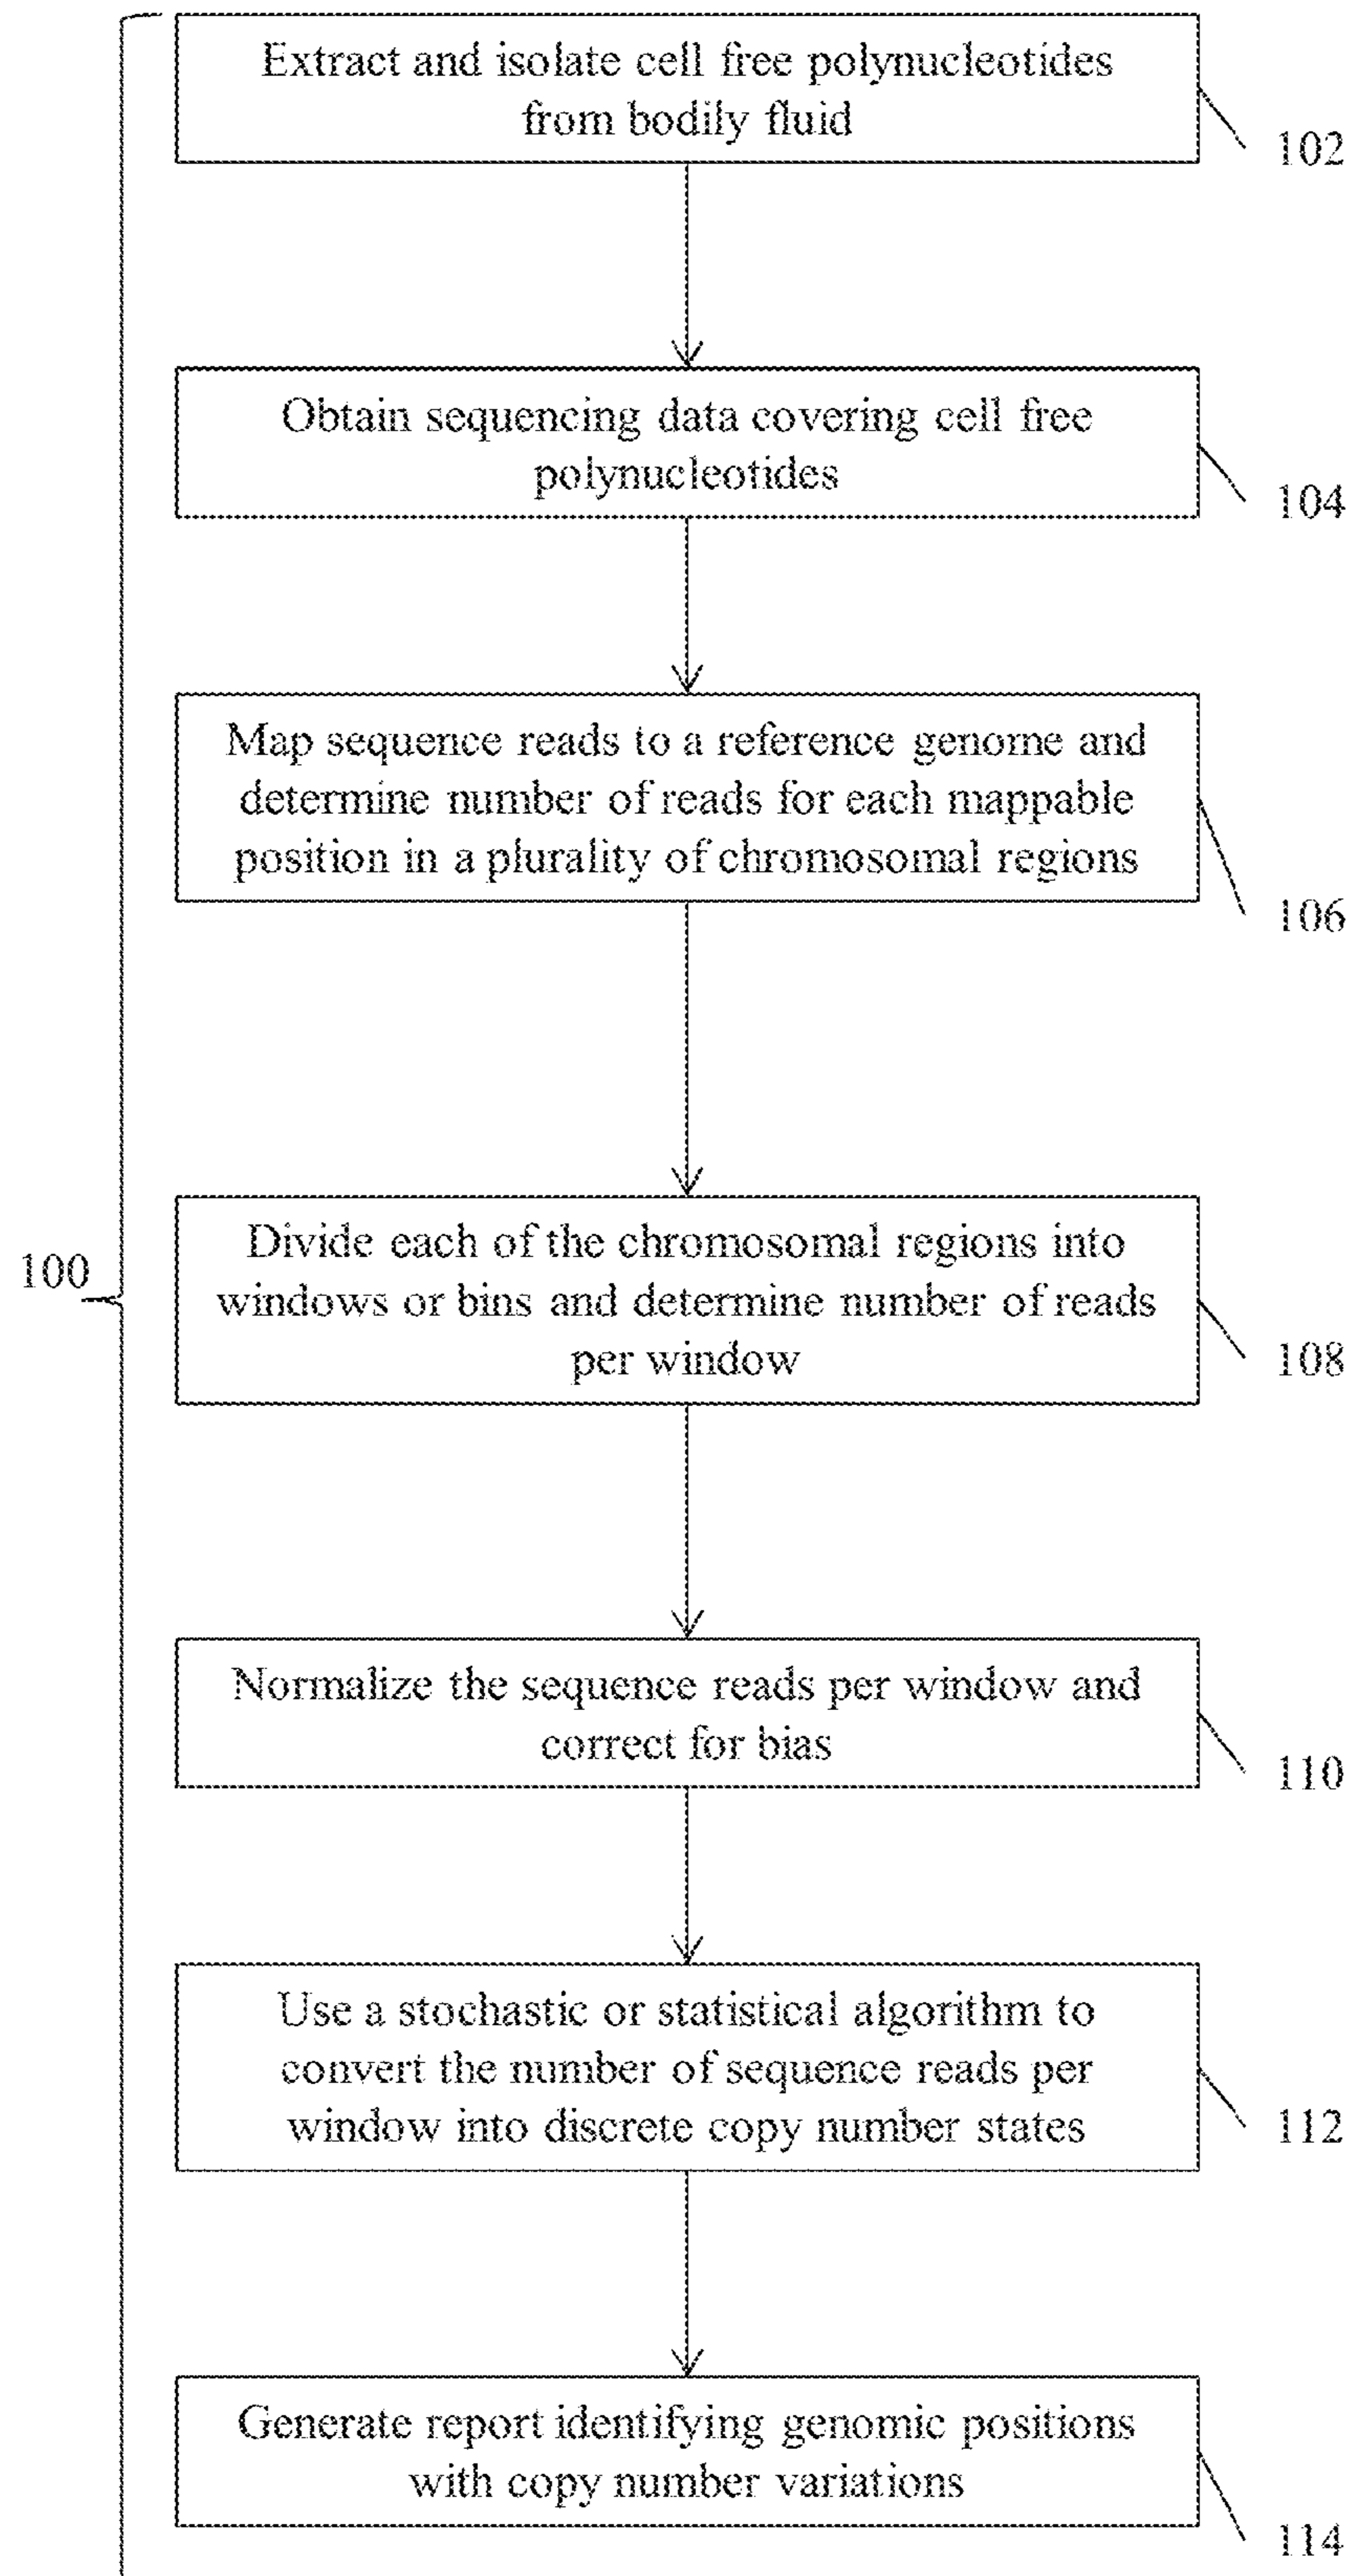 Extract and isolate cell free polynucleotides
from bodily fluid
102
Obtain sequencing data covering cell free
polynucleotides
104
Map sequence reads to a reference genome and
determine number of reads for each mappable
position in a plurality of chromosomal regions
106
100
Divide each of the chromosomal regions into
windows or bins and determine number of reads
per window
108
Normalize the sequence reads per window and
correct for bias
110
Use a stochastic or statistical algorithm to
convert the number of sequence reads per
window into discrete copy number states
112
Generate report identifying genomic positions
with copy number variations
114